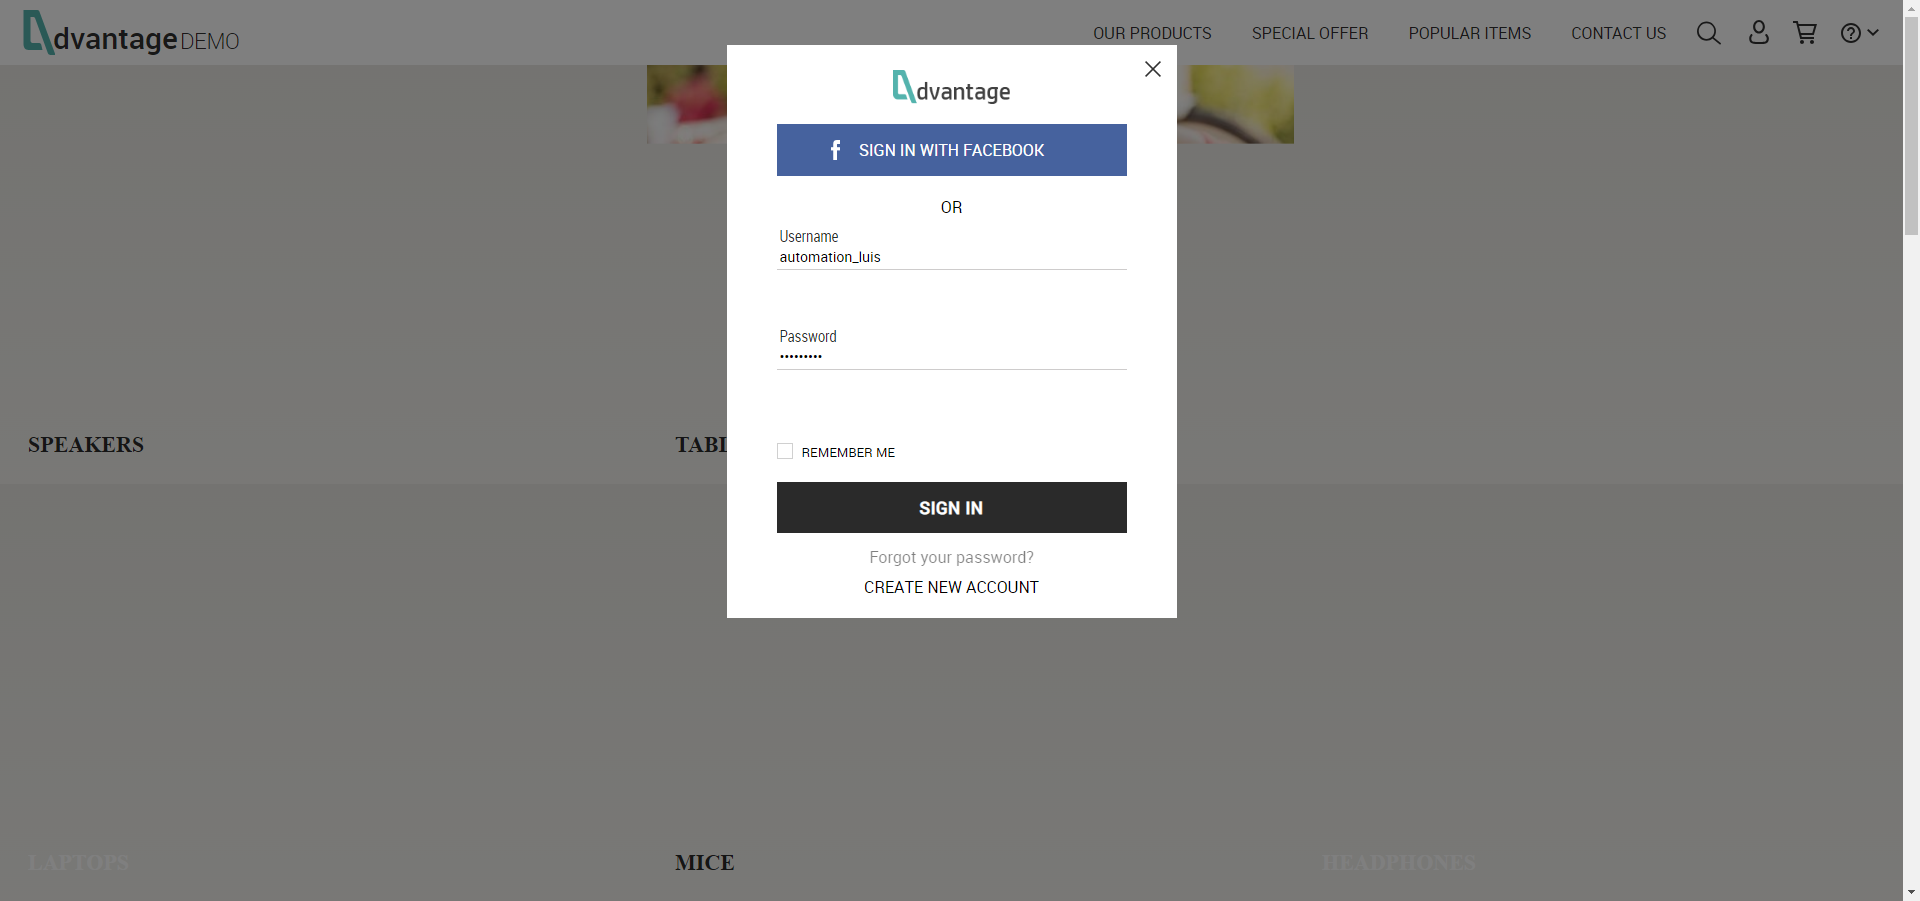 dvantage DEMO
OUR PRODUCTS SPECIAL OFFER POPULAR ITEMS CONTACT US
dvantage
SIGN IN WITH FACEBOOK
OR
Username
automation_luis
Password
•••••••••
SPEAKERS
TABL
REMEMBER ME
SIGN IN
Forgot your password?
CREATE NEW ACCOUNT
LAPTOPS
MICE
HEADPHONES